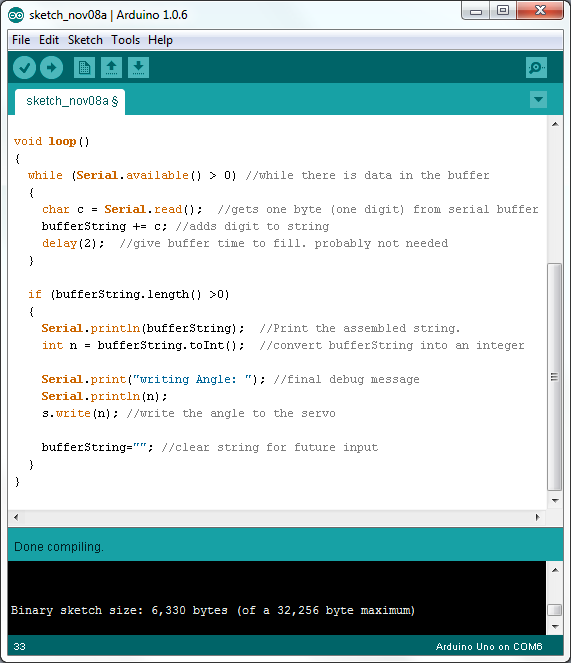 sketch_nov08a | Arduino 1.0.6
File Edit Sketch Tools Help
sketch_nov08a §
void loop()
{
  while (Serial.available() > 0) //while there is data in the buffer
  {
    char c = Serial.read();  //gets one byte (one digit) from serial buffer
    bufferString += c; //adds digit to string
    delay(2);  //give buffer time to fill. probably not needed
  }
  if (bufferString.length() >0)
  {
    Serial.println(bufferString);  //Print the assembled string.
    int n = bufferString.toInt();  //convert bufferString into an integer
    Serial.print("writing Angle: "); //final debug message
    Serial.println(n);
    s.write(n); //write the angle to the servo
    bufferString=""; //clear string for future input
  }
}
Done compiling.
Binary sketch size: 6,330 bytes (of a 32,256 byte maximum)
33 Arduino Uno on COM6